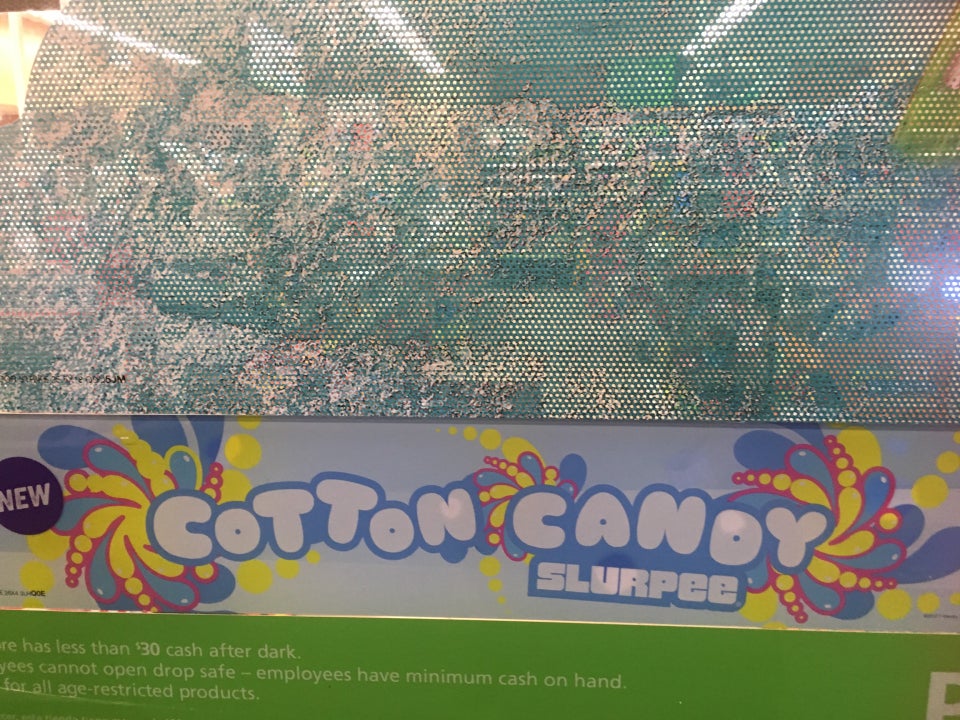 NEW
COTTON CANDY
SLURPEE
re has less than $30 cash after dark.
yees cannot open drop safe – employees have minimum cash on hand.
for all age-restricted products.